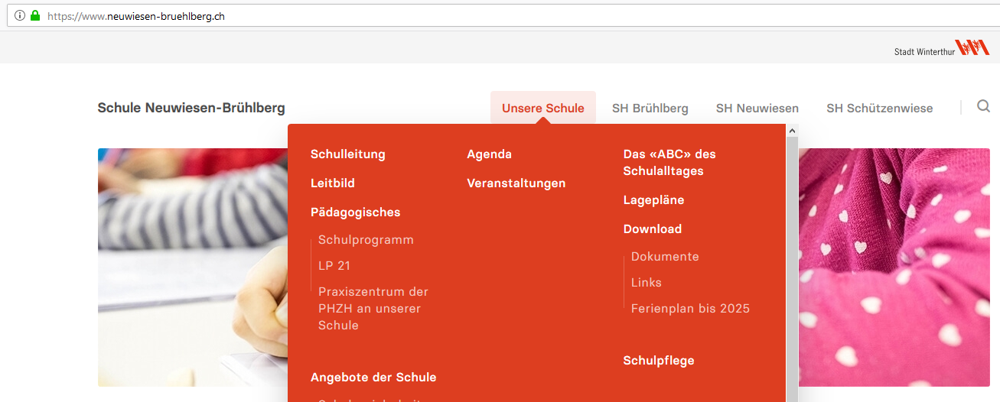 https://www.neuwiesen-bruehlberg.ch
Stadt Winterthur
Schule Neuwiesen-Brühlberg
Unsere Schule
SH Brühlberg
SH Neuwiesen
SH Schützenwiese
Schulleitung
Leitbild
Pädagogisches
Schulprogramm
LP 21
Praxiszentrum der
PHZH an unserer
Schule
Angebote der Schule
Agenda
Veranstaltungen
Das «ABC» des
Schulalltages
Lagepläne
Download
Dokumente
Links
Ferienplan bis 2025
Schulpflege